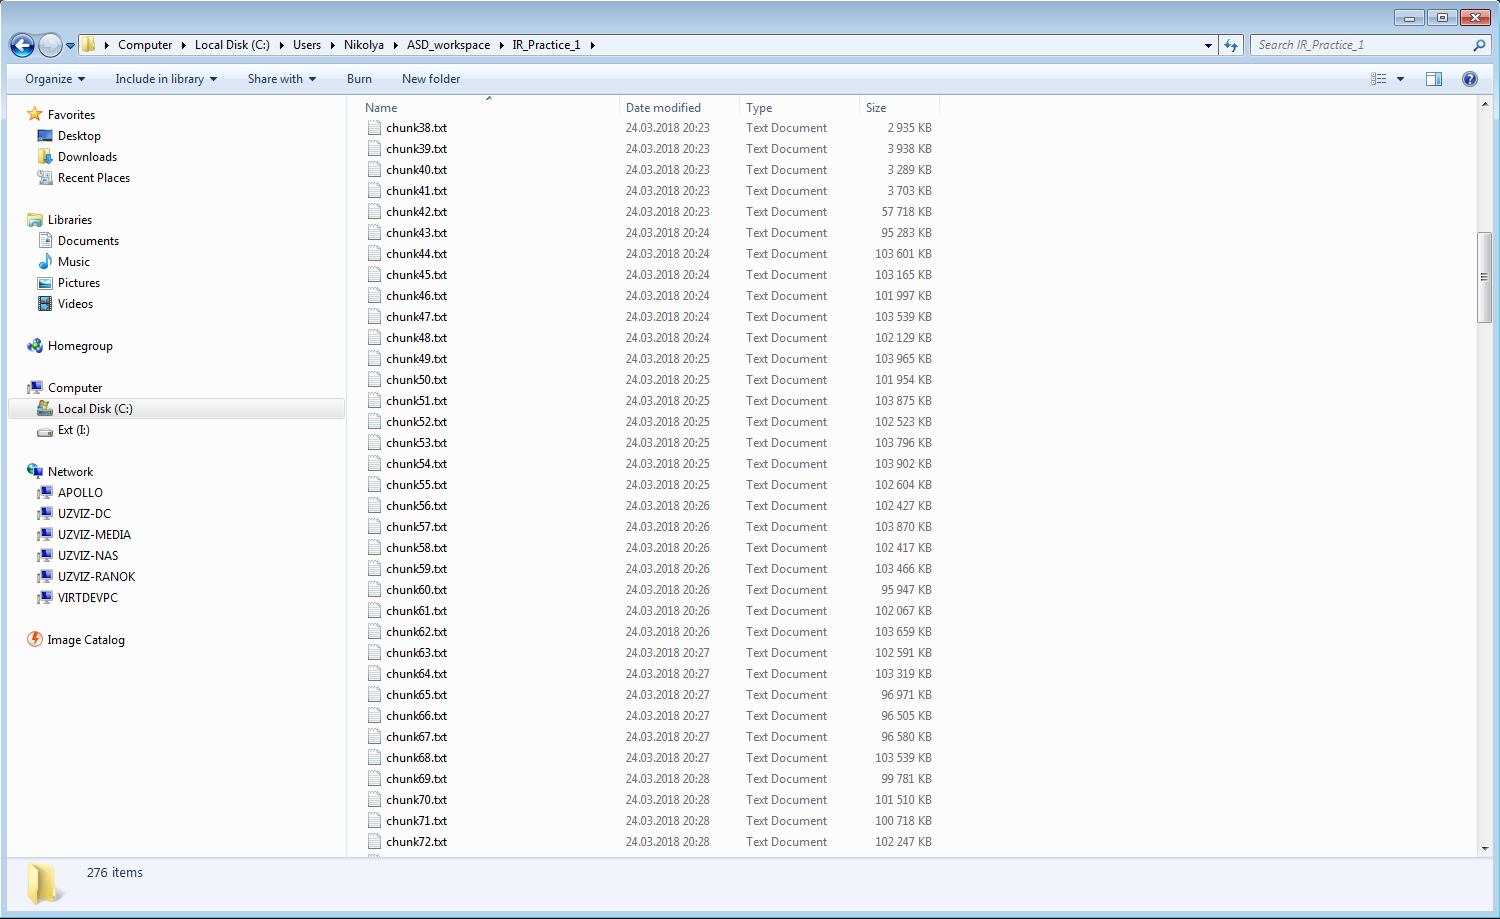 Computer Local Disk (C:) Users Nikolya ASD_workspace IR_Practice_1
Search IR_Practice_1
Organize Include in library Share with Burn New folder
Favorites
Desktop
Downloads
Recent Places
Libraries
Documents
Music
Pictures
Videos
Homegroup
Computer
Local Disk (C:)
Ext (I:)
Network
APOLLO
UZVIZ-DC
UZVIZ-MEDIA
UZVIZ-NAS
UZVIZ-RANOK
VIRTDEVPC
Image Catalog
Name Date modified Type Size
chunk38.txt 24.03.2018 20:23 Text Document 2 935 KB
chunk39.txt 24.03.2018 20:23 Text Document 3 938 KB
chunk40.txt 24.03.2018 20:23 Text Document 3 289 KB
chunk41.txt 24.03.2018 20:23 Text Document 3 703 KB
chunk42.txt 24.03.2018 20:23 Text Document 57 718 KB
chunk43.txt 24.03.2018 20:24 Text Document 95 283 KB
chunk44.txt 24.03.2018 20:24 Text Document 103 601 KB
chunk45.txt 24.03.2018 20:24 Text Document 103 165 KB
chunk46.txt 24.03.2018 20:24 Text Document 101 997 KB
chunk47.txt 24.03.2018 20:24 Text Document 103 539 KB
chunk48.txt 24.03.2018 20:24 Text Document 102 129 KB
chunk49.txt 24.03.2018 20:25 Text Document 103 965 KB
chunk50.txt 24.03.2018 20:25 Text Document 101 954 KB
chunk51.txt 24.03.2018 20:25 Text Document 103 875 KB
chunk52.txt 24.03.2018 20:25 Text Document 102 523 KB
chunk53.txt 24.03.2018 20:25 Text Document 103 796 KB
chunk54.txt 24.03.2018 20:25 Text Document 103 902 KB
chunk55.txt 24.03.2018 20:25 Text Document 102 604 KB
chunk56.txt 24.03.2018 20:26 Text Document 102 427 KB
chunk57.txt 24.03.2018 20:26 Text Document 103 870 KB
chunk58.txt 24.03.2018 20:26 Text Document 102 417 KB
chunk59.txt 24.03.2018 20:26 Text Document 103 466 KB
chunk60.txt 24.03.2018 20:26 Text Document 95 947 KB
chunk61.txt 24.03.2018 20:26 Text Document 102 067 KB
chunk62.txt 24.03.2018 20:26 Text Document 103 659 KB
chunk63.txt 24.03.2018 20:27 Text Document 102 591 KB
chunk64.txt 24.03.2018 20:27 Text Document 103 319 KB
chunk65.txt 24.03.2018 20:27 Text Document 96 971 KB
chunk66.txt 24.03.2018 20:27 Text Document 96 505 KB
chunk67.txt 24.03.2018 20:27 Text Document 96 580 KB
chunk68.txt 24.03.2018 20:27 Text Document 103 539 KB
chunk69.txt 24.03.2018 20:28 Text Document 99 781 KB
chunk70.txt 24.03.2018 20:28 Text Document 101 510 KB
chunk71.txt 24.03.2018 20:28 Text Document 100 718 KB
chunk72.txt 24.03.2018 20:28 Text Document 102 247 KB
276 items